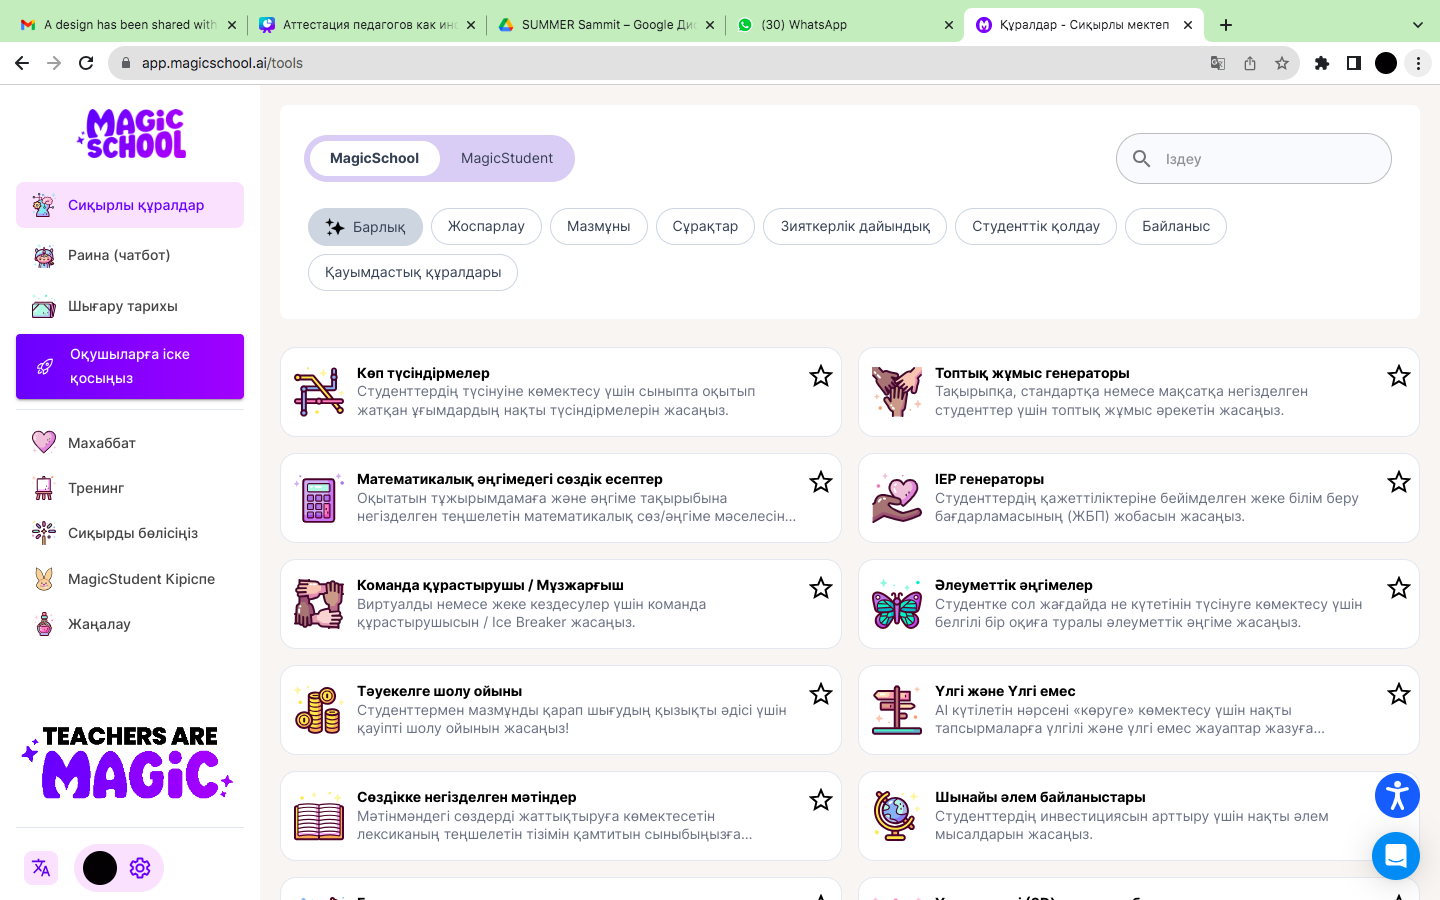 A design has been shared with
Аттестация педагогов как инс
SUMMER Sammit – Google Дис
(30) WhatsApp
Құралдар - Сиқырлы мектеп
app.magicschool.ai/tools
MAGIC
SCHOOL
Сиқырлы құралдар
Раина (чатбот)
Шығару тарихы
Оқушыларға іске
қосыңыз
Махаббат
Тренинг
Сиқырды бөлісіңіз
MagicStudent Кіріспе
Жаңалау
TEACHERS ARE
MAGIC
MagicSchool
MagicStudent
Іздеу
Барлық
Жоспарлау
Мазмұны
Сұрақтар
Зияткерлік дайындық
Студенттік қолдау
Байланыс
Қауымдастық құралдары
Көп түсіндірмелер
Студенттердің түсінуіне көмектесу үшін сыныпта оқытып
жатқан ұғымдардың нақты түсіндірмелерін жасаңыз.
Топтық жұмыс генераторы
Тақырыпқа, стандартқа немесе мақсатқа негізделген
студенттер үшін топтық жұмыс әрекетін жасаңыз.
Математикалық әңгімедегі сөздік есептер
Оқытатын тұжырымдамаға және әңгіме тақырыбына
негізделген теңшелетін математикалық сөз/әңгіме мәселесін...
IEP генераторы
Студенттердің қажеттіліктеріне бейімделген жеке білім беру
бағдарламасының (ЖБП) жобасын жасаңыз.
Команда құрастырушы / Мұзжарғыш
Виртуалды немесе жеке кездесулер үшін команда
құрастырушысын / Ice Breaker жасаңыз.
Әлеуметтік әңгімелер
Студентке сол жағдайда не күтетінін түсінуге көмектесу үшін
белгілі бір оқиға туралы әлеуметтік әңгіме жасаңыз.
Тәуекелге шолу ойыны
Студенттермен мазмұнды қарап шығудың қызықты әдісі үшін
қауіпті шолу ойынын жасаңыз!
Үлгі және Үлгі емес
AI күтілетін нәрсені «көруге» көмектесу үшін нақты
тапсырмаларға үлгілі және үлгі емес жауаптар жазуға...
Сөздікке негізделген мәтіндер
Мәтінмәндегі сөздерді жаттықтыруға көмектесетін
лексиканың теңшелетін тізімін қамтитын сыныбыңызға...
Шынайы әлем байланыстары
Студенттердің инвестициясын арттыру үшін нақты әлем
мысалдарын жасаңыз.